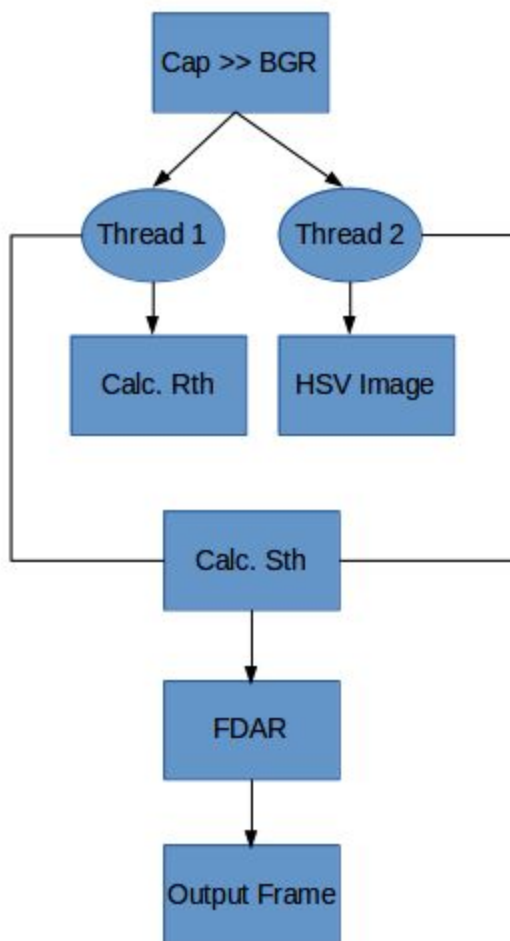 Cap >> BGR
Thread 1
Thread 2
Calc. Rth
HSV Image
Calc. Sth
FDAR
Output Frame